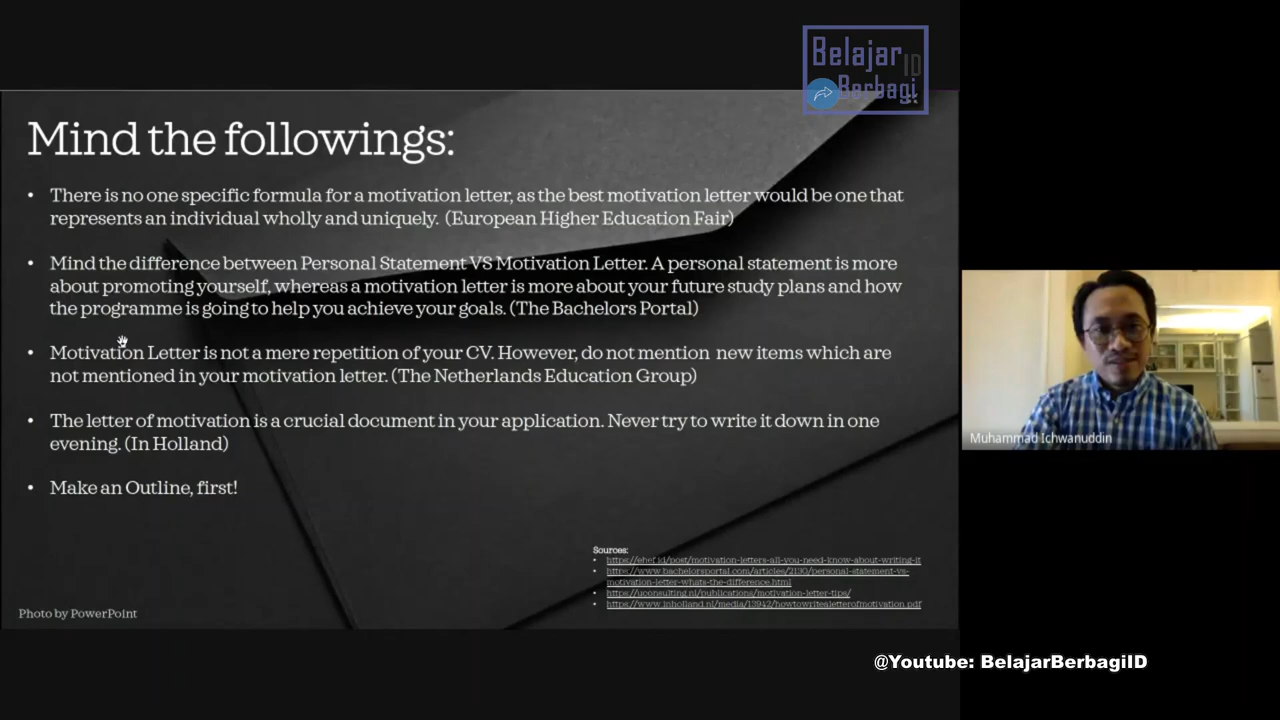 Belajar
ID
Berbagi
Mind the followings:
• There is no one specific formula for a motivation letter, as the best motivation letter would be one that
represents an individual wholly and uniquely. (European Higher Education Fair)
• Mind the difference between Personal Statement VS Motivation Letter. A personal statement is more
about promoting yourself, whereas a motivation letter is more about your future study plans and how
the programme is going to help you achieve your goals. (The Bachelors Portal)
• Motivation Letter is not a mere repetition of your CV. However, do not mention new items which are
not mentioned in your motivation letter. (The Netherlands Education Group)
• The letter of motivation is a crucial document in your application. Never try to write it down in one
evening. (In Holland)
• Make an Outline, first!
Sources:
• https://ehef.id/post/motivation-letters-all-you-need-know-about-writing-it
• http://www.bachelorsportal.com/articles/2130/personal-statement-vs-
motivation-letter-whats-the-difference.html
• https://uconsulting.nl/publications/motivation-letter-tips/
• https://www.inholland.nl/media/13942/howtowritealetterofmotivation.pdf
Photo by PowerPoint
Muhammad Ichwanuddin
@Youtube: BelajarBerbagiID